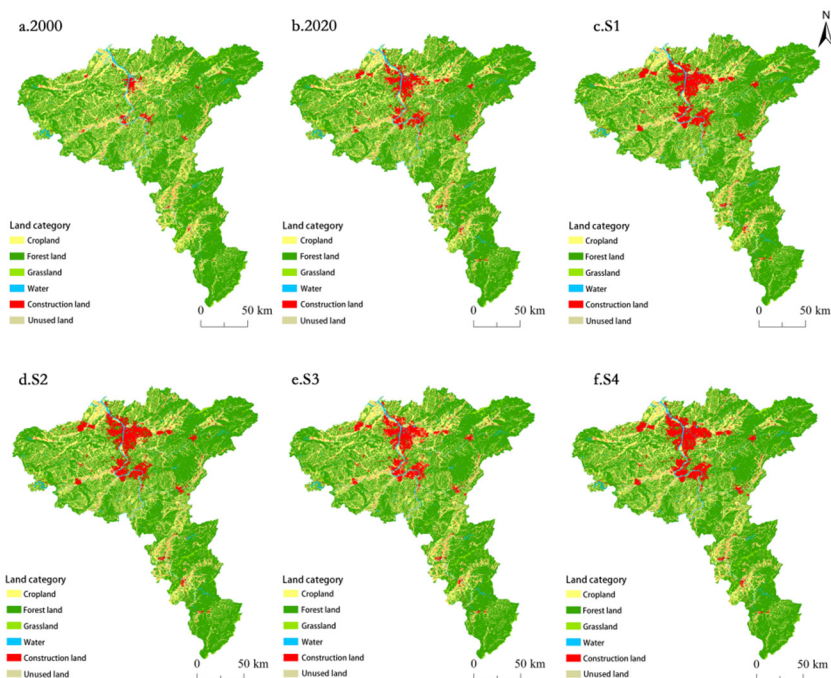 a.2000
b.2020
c.S1
N
Land category
Cropland
Forest land
Grassland
Water
Construction land
Unused land
0 50 km
Land category
Cropland
Forest land
Grassland
Water
Construction land
Unused land
0 50 km
Land category
Cropland
Forest land
Grassland
Water
Construction land
Unused land
0 50 km
d.S2
e.S3
f.S4
Land category
Cropland
Forest land
Grassland
Water
Construction land
Unused land
0 50 km
Land category
Cropland
Forest land
Grassland
Water
Construction land
Unused land
0 50 km
Land category
Cropland
Forest land
Grassland
Water
Construction land
Unused land
0 50 km